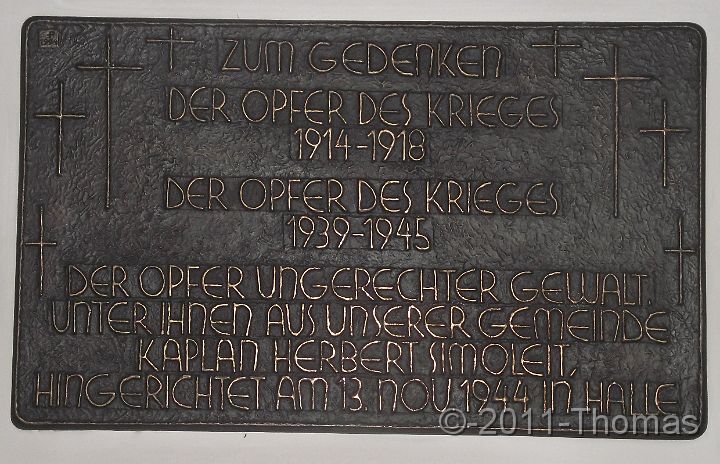 ZUM GEDENKEN
DER OPFER DES KRIEGES
1914-1918
DER OPFER DES KRIEGES
1939-1945
DER OPFER UNGERECHTER GEWALT.
UNTER IHNEN AUS UNSERER GEMEINDE
KAPLAN HERBERT SIMOLEIT,
HINGERICHTET AM 13. NOV 1944 IN HALLE
©-2011-Thomas